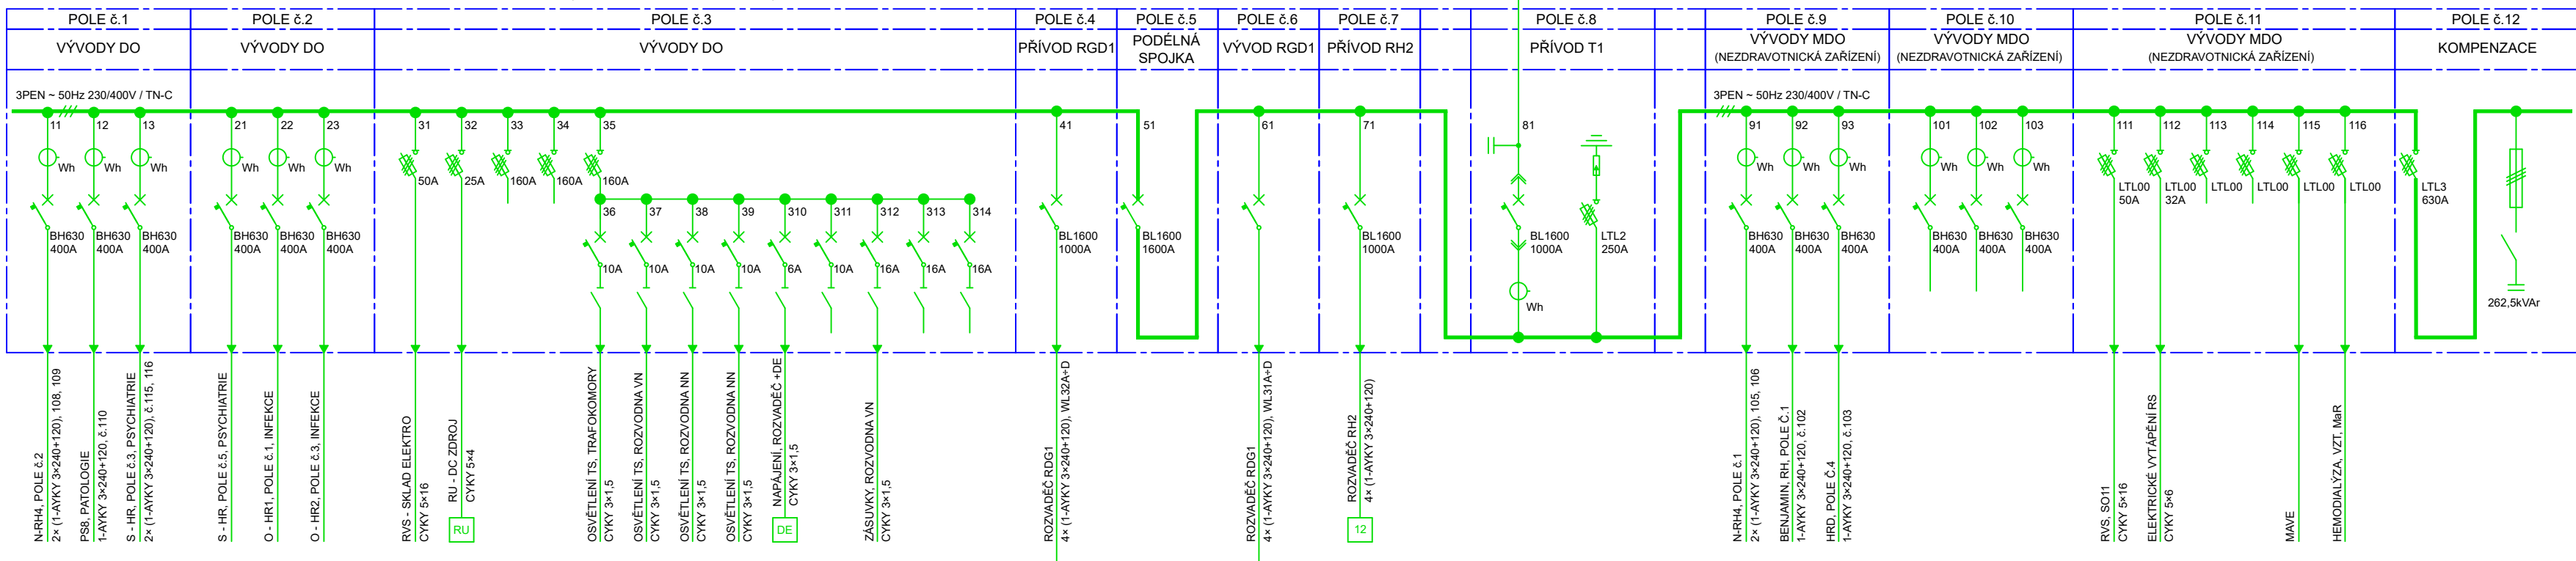 POLE č.1
POLE č.2
POLE č.3
POLE č.4
POLE č.5
POLE č.6
POLE č.7
POLE č.8
POLE č.9
POLE č.10
POLE č.11
POLE č.12
VÝVODY DO
VÝVODY DO
VÝVODY DO
PŘÍVOD RGD1
PODÉLNÁ
SPOJKA
VÝVOD RGD1
PŘÍVOD RH2
PŘÍVOD T1
VÝVODY MDO
(NEZDRAVOTNICKÁ ZAŘÍZENÍ)
VÝVODY MDO
(NEZDRAVOTNICKÁ ZAŘÍZENÍ)
VÝVODY MDO
(NEZDRAVOTNICKÁ ZAŘÍZENÍ)
KOMPENZACE
3PEN ~ 50Hz 230/400V / TN-C
3PEN ~ 50Hz 230/400V / TN-C
11
12
13
21
22
23
31
32
33
34
35
41
51
61
71
81
91
92
93
101
102
103
111
112
113
114
115
116
Wh
Wh
Wh
Wh
Wh
Wh
Wh
Wh
Wh
Wh
Wh
Wh
50A
25A
160A
160A
160A
LTL00
50A
LTL00
32A
LTL00
LTL00
LTL00
LTL00
LTL3
630A
36
37
38
39
310
311
312
313
314
BH630
400A
BH630
400A
BH630
400A
BH630
400A
BH630
400A
BH630
400A
10A
10A
10A
10A
6A
10A
16A
16A
16A
BL1600
1000A
BL1600
1600A
BL1600
1000A
BL1600
1000A
LTL2
250A
BH630
400A
BH630
400A
BH630
400A
BH630
400A
BH630
400A
BH630
400A
Wh
262,5kVAr
N-RH4, POLE č.2
2× (1-AYKY 3×240+120), 108, 109
PS8, PATOLOGIE
1-AYKY 3×240+120, č.110
S - HR, POLE č.3, PSYCHIATRIE
2× (1-AYKY 3×240+120), č.115, 116
S - HR, POLE č.5, PSYCHIATRIE
O - HR1, POLE č.1, INFEKCE
O - HR2, POLE č.3, INFEKCE
RVS - SKLAD ELEKTRO
CYKY 5×16
RU - DC ZDROJ
CYKY 5×4
RU
OSVĚTLENÍ TS, TRAFOKOMORY
CYKY 3×1,5
OSVĚTLENÍ TS, ROZVODNA VN
CYKY 3×1,5
OSVĚTLENÍ TS, ROZVODNA NN
CYKY 3×1,5
OSVĚTLENÍ TS, ROZVODNA NN
CYKY 3×1,5
NAPÁJENÍ, ROZVADĚČ +DE
CYKY 3×1,5
DE
ZÁSUVKY, ROZVODNA VN
CYKY 3×1,5
ROZVADĚČ RDG1
4× (1-AYKY 3×240+120), WL32A÷D
ROZVADĚČ RDG1
4× (1-AYKY 3×240+120), WL31A÷D
ROZVADĚČ RH2
4× (1-AYKY 3×240+120)
12
N-RH4, POLE č.1
2× (1-AYKY 3×240+120), 105, 106
BENJAMIN, RH, POLE Č.1
1-AYKY 3×240+120, č.102
HRD, POLE Č.4
1-AYKY 3×240+120, č.103
RVS, SO11
CYKY 5×16
ELEKTRICKÉ VYTÁPĚNÍ RS
CYKY 5×6
MAVE
HEMODIALÝZA, VZT, MaR